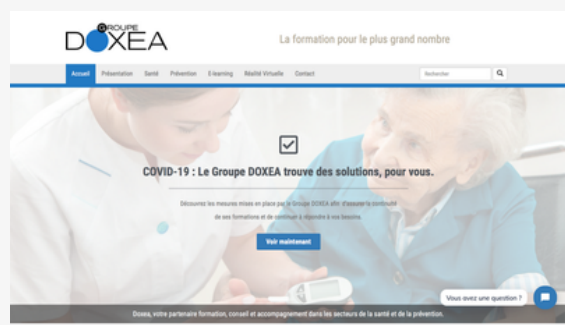 GROUPE
DOXEA
La formation pour le plus grand nombre
Accueil Présentation Santé Prévention E-learning Réalité Virtuelle Contact Rechercher
COVID-19 : Le Groupe DOXEA trouve des solutions, pour vous.
Découvrez les mesures mises en place par le Groupe DOXEA afin d'assurer la continuité
de ses formations et de continuer à répondre à vos besoins.
Voir maintenant
Vous avez une question ?
Doxea, votre partenaire formation, conseil et accompagnement dans les secteurs de la santé et de la prévention.